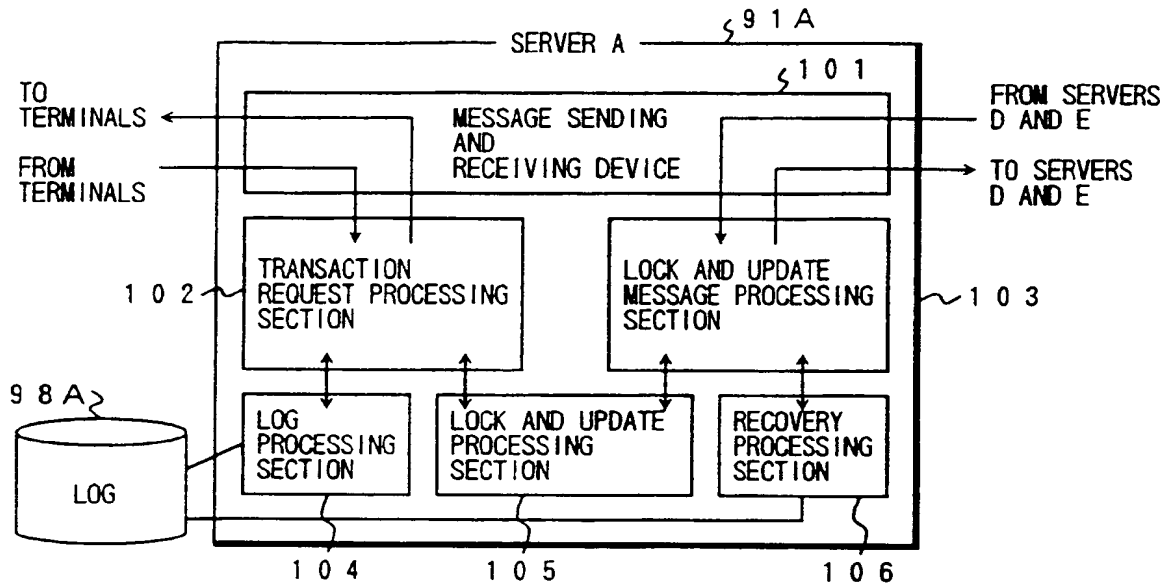 91A
SERVER A
101
TO
TERMINALS
FROM
TERMINALS
MESSAGE SENDING
AND
RECEIVING DEVICE
FROM SERVERS
D AND E
TO SERVERS
D AND E
102
TRANSACTION
REQUEST PROCESSING
SECTION
LOCK AND UPDATE
MESSAGE PROCESSING
SECTION
103
98A
LOG
LOG
PROCESSING
SECTION
LOCK AND UPDATE
PROCESSING
SECTION
RECOVERY
PROCESSING
SECTION
104
105
106